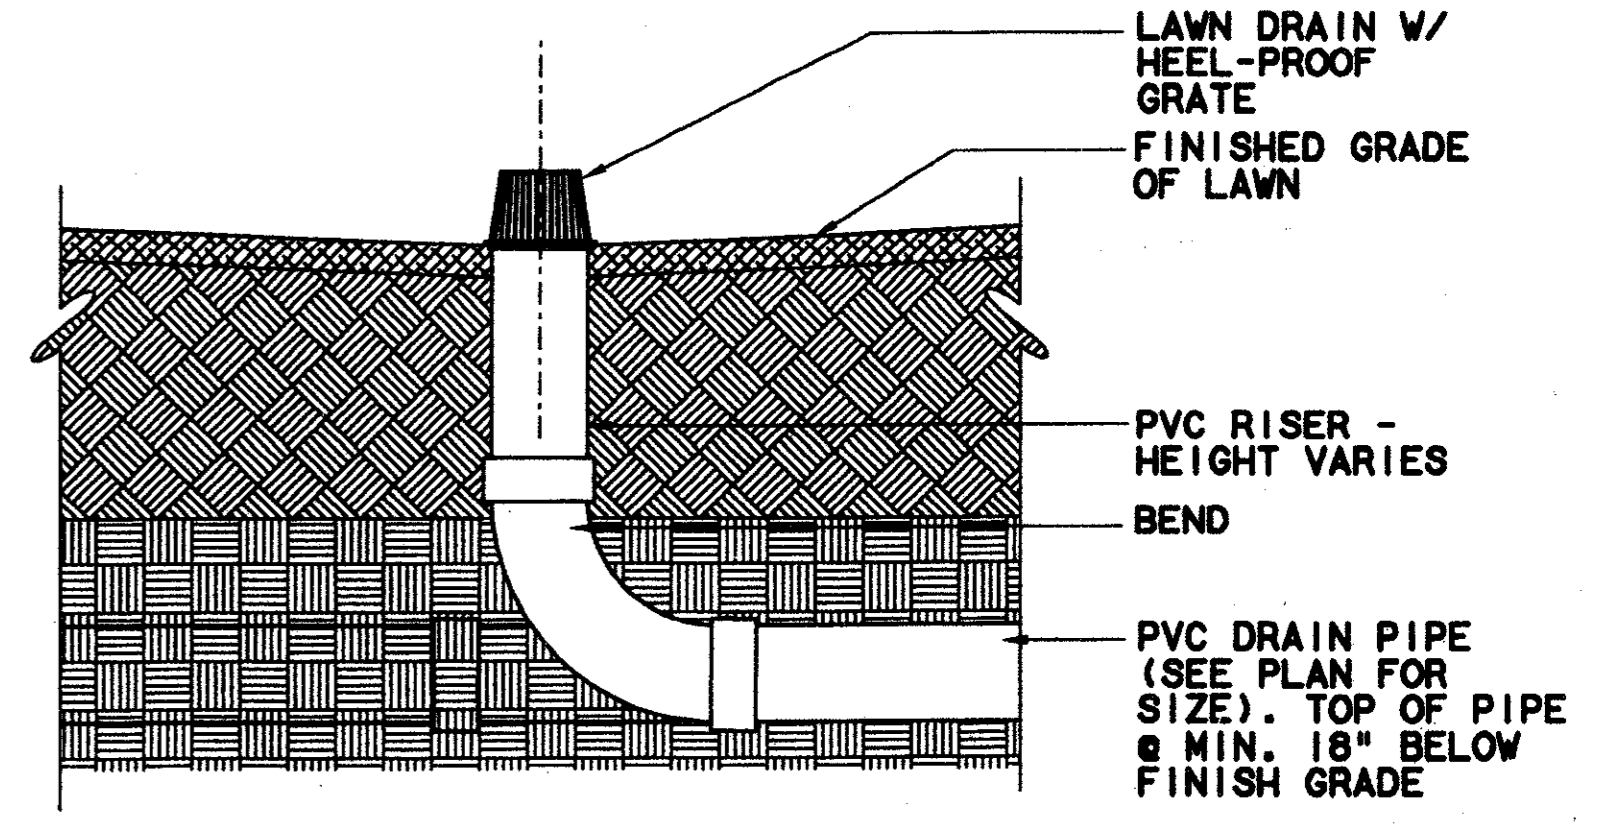 LAWN DRAIN W/
HEEL-PROOF
GRATE
FINISHED GRADE
OF LAWN
PVC RISER -
HEIGHT VARIES
BEND
PVC DRAIN PIPE
(SEE PLAN FOR
SIZE). TOP OF PIPE
@ MIN. 18" BELOW
FINISH GRADE